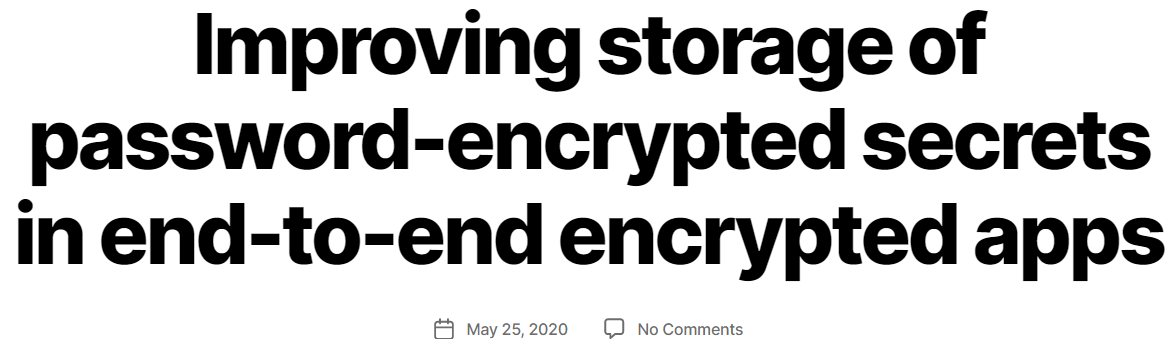 Improving storage of
password-encrypted secrets
in end-to-end encrypted apps
May 25, 2020 No Comments